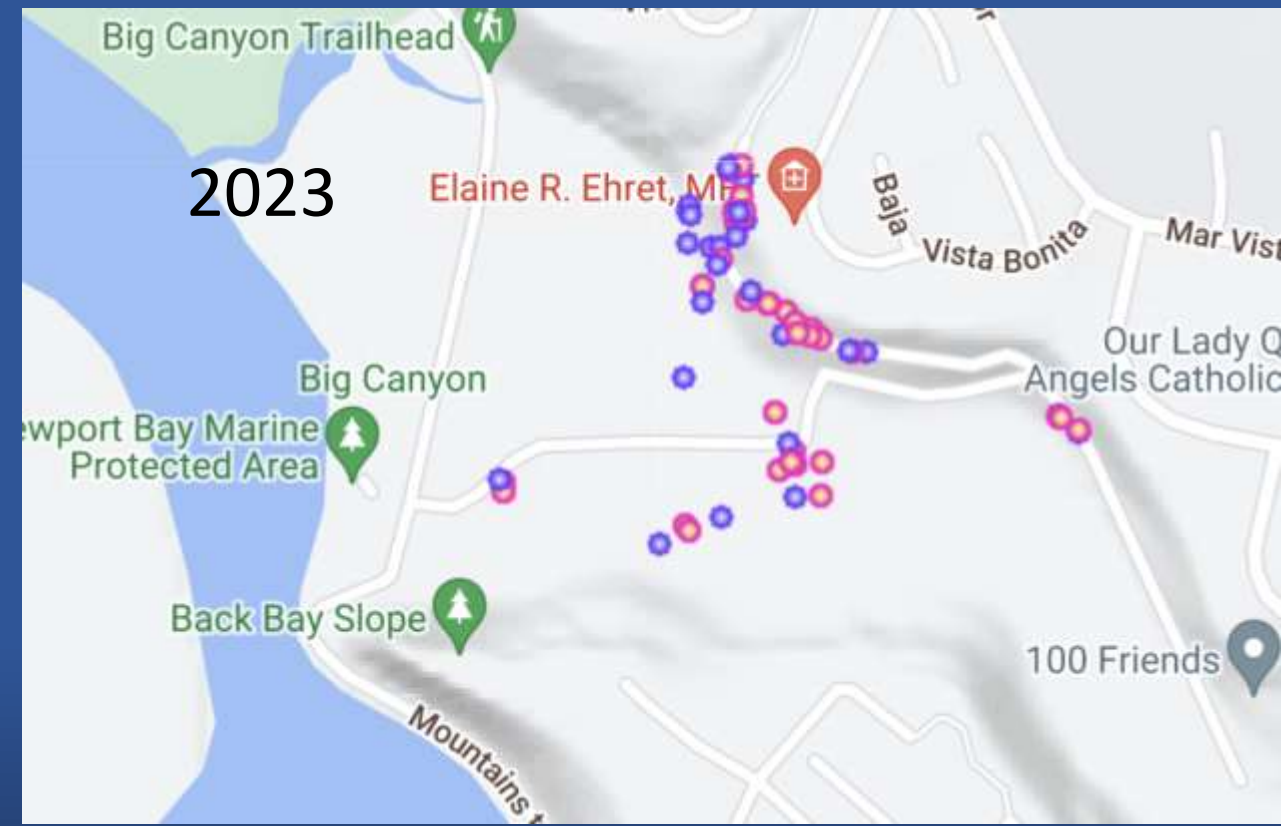 Big Canyon Trailhead
2023
Elaine R. Ehret, MFT
Baja
Vista Bonita
Mar Vist
Our Lady Q
Angels Catholic
Big Canyon
ewport Bay Marine
Protected Area
Back Bay Slope
100 Friends
Mountains t